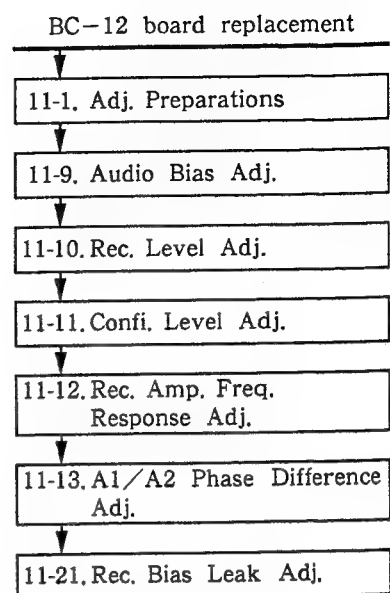 BC-12 board replacement
11-1. Adj. Preparations
11-9. Audio Bias Adj.
11-10. Rec. Level Adj.
11-11. Confi. Level Adj.
11-12. Rec. Amp. Freq.
Response Adj.
11-13. A1/A2 Phase Difference
Adj.
11-21. Rec. Bias Leak Adj.